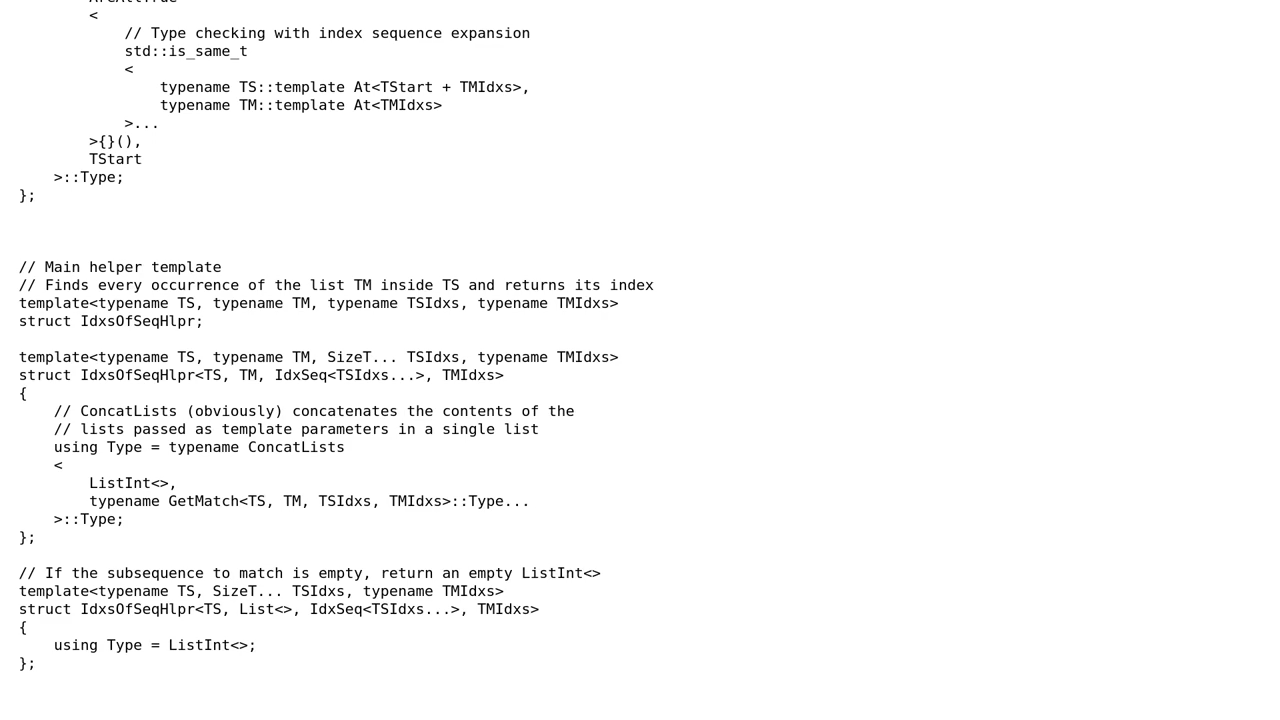 <
// Type checking with index sequence expansion
std::is_same_t
<
typename TS::template At<TStart + TMIdxs>,
typename TM::template At<TMIdxs>
>...
>{}(),
TStart
>::Type;
};
// Main helper template
// Finds every occurrence of the list TM inside TS and returns its index
template<typename TS, typename TM, typename TSIdxs, typename TMIdxs>
struct IdxsOfSeqHlpr;
template<typename TS, typename TM, SizeT... TSIdxs, typename TMIdxs>
struct IdxsOfSeqHlpr<TS, TM, IdxSeq<TSIdxs...>, TMIdxs>
{
// ConcatLists (obviously) concatenates the contents of the
// lists passed as template parameters in a single list
using Type = typename ConcatLists
<
ListInt<>,
typename GetMatch<TS, TM, TSIdxs, TMIdxs>::Type...
>::Type;
};
// If the subsequence to match is empty, return an empty ListInt<>
template<typename TS, SizeT... TSIdxs, typename TMIdxs>
struct IdxsOfSeqHlpr<TS, List<>, IdxSeq<TSIdxs...>, TMIdxs>
{
using Type = ListInt<>;
};